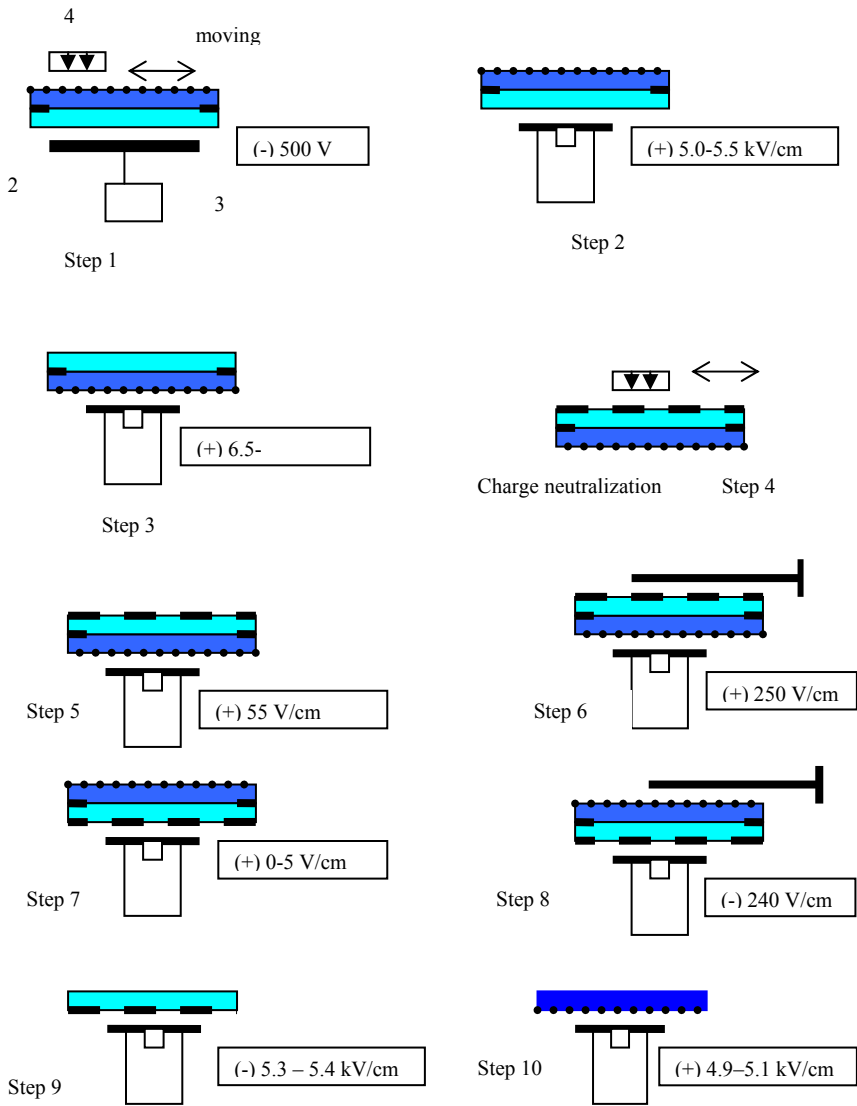 4
moving
(-) 500 V
2
3
Step 1
(+) 5.0-5.5 kV/cm
Step 2
(+) 6.5-
Step 3
Charge neutralization
Step 4
Step 5
(+) 55 V/cm
Step 6
(+) 250 V/cm
Step 7
(+) 0-5 V/cm
Step 8
(-) 240 V/cm
Step 9
(-) 5.3 – 5.4 kV/cm
Step 10
(+) 4.9–5.1 kV/cm